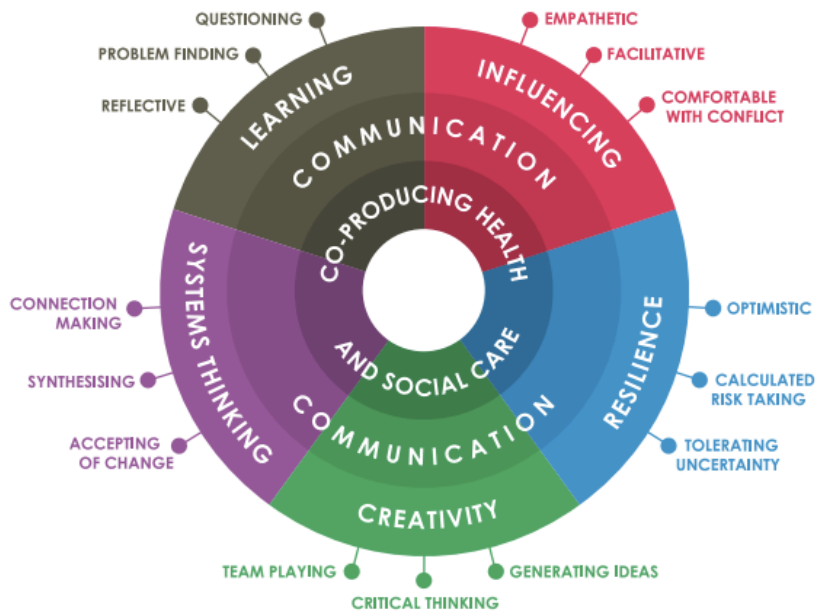 QUESTIONING
PROBLEM FINDING
REFLECTIVE
LEARNING
EMPATHETIC
FACILITATIVE
COMFORTABLE
WITH CONFLICT
INFLUENCING
COMMUNICATION
CO-PRODUCING HEALTH
AND SOCIAL CARE
COMMUNICATION
SYSTEMS THINKING
CONNECTION
MAKING
SYNTHESISING
ACCEPTING
OF CHANGE
RESILIENCE
OPTIMISTIC
CALCULATED
RISK TAKING
TOLERATING
UNCERTAINTY
CREATIVITY
TEAM PLAYING
CRITICAL THINKING
GENERATING IDEAS